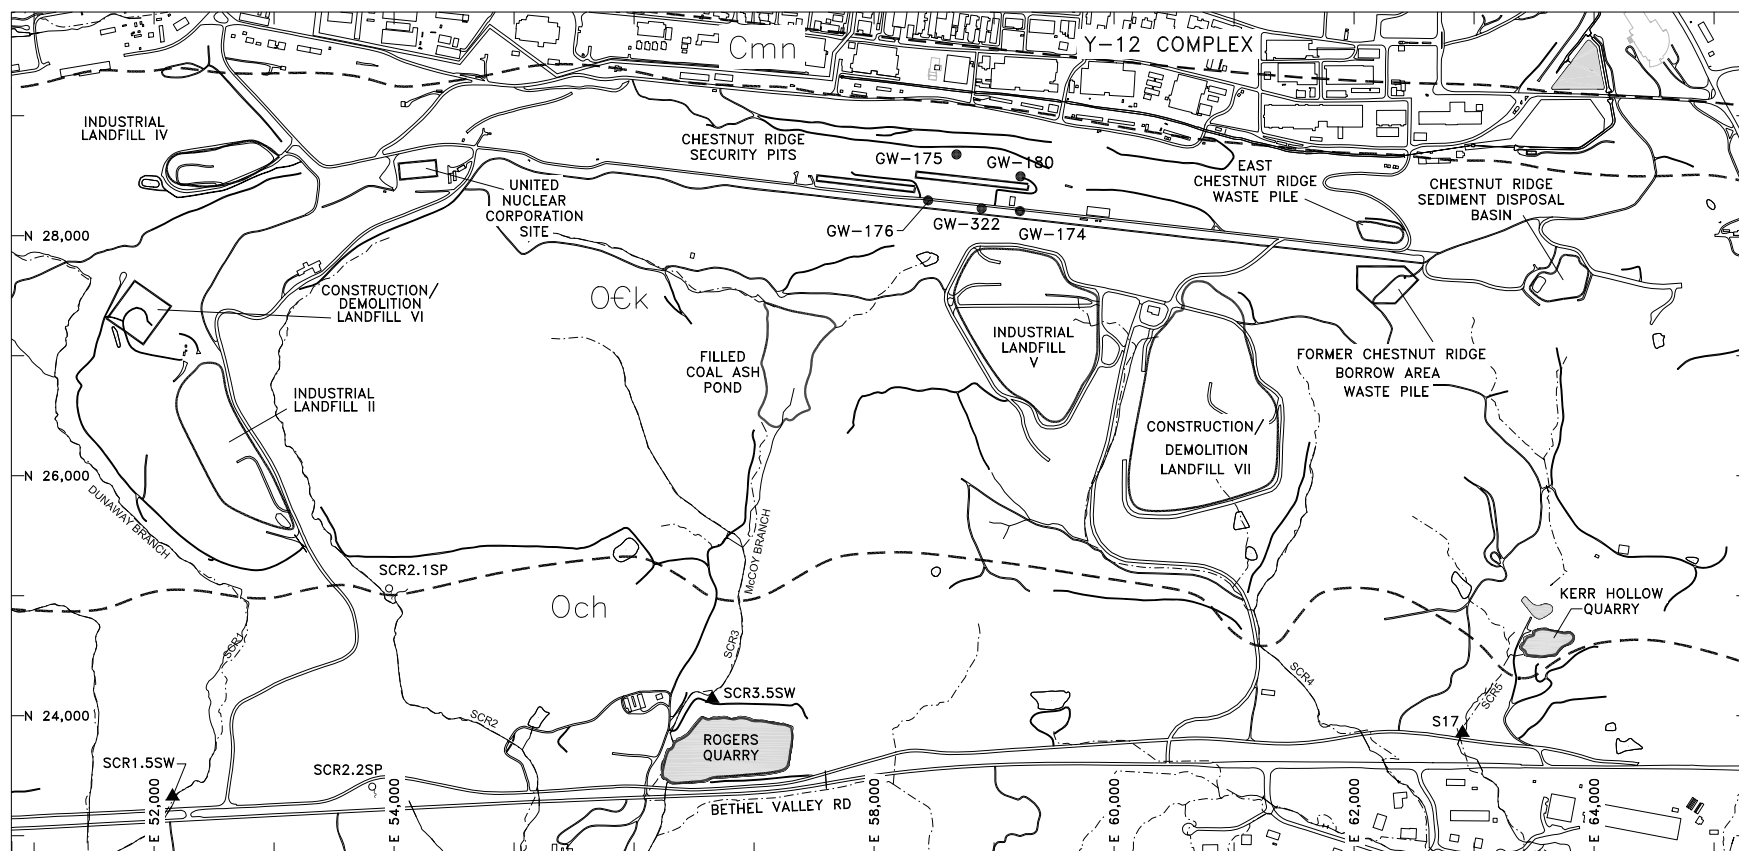 Cmn
Y-12 COMPLEX
INDUSTRIAL
LANDFILL IV
CHESTNUT RIDGE
SECURITY PITS
GW-175
GW-180
EAST
CHESTNUT RIDGE
WASTE PILE
CHESTNUT RIDGE
SEDIMENT DISPOSAL
BASIN
UNITED
NUCLEAR
CORPORATION
SITE
GW-176
GW-322
GW-174
N 28,000
CONSTRUCTION/
DEMOLITION
LANDFILL VI
O€k
INDUSTRIAL
LANDFILL
V
FILLED
COAL ASH
POND
FORMER CHESTNUT RIDGE
BORROW AREA
WASTE PILE
INDUSTRIAL
LANDFILL II
CONSTRUCTION/
DEMOLITION
LANDFILL VII
N 26,000
DUNAWAY BRANCH
McCOY BRANCH
SCR2.1SP
Och
KERR HOLLOW
QUARRY
SCR1
SCR3
SCR4
SCR5
SCR3.5SW
N 24,000
SCR2
S17
ROGERS
QUARRY
SCR1.5SW
SCR2.2SP
BETHEL VALLEY RD
E 52,000
E 54,000
E 58,000
E 60,000
E 62,000
E 64,000